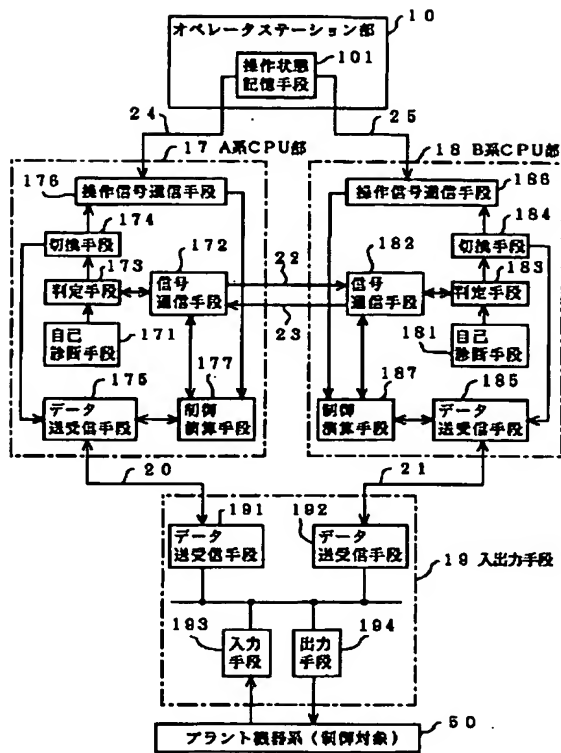 10
オペレータステーション部
101
操作状態
記憶手段
24
25
17 A系CPU部
18 B系CPU部
176
操作信号通信手段
操作信号通信手段
186
174
切換手段
184
切換手段
172
182
22
173
183
判定手段
信号
通信手段
信号
通信手段
判定手段
23
自己
診断手段
171
181
自己
診断手段
175
177
187
185
データ
送受信手段
制御
演算手段
制御
演算手段
データ
送受信手段
20
21
191
192
データ
送受信手段
データ
送受信手段
19 入出力手段
193
194
入力
手段
出力
手段
プラント機器系(制御対象)
50